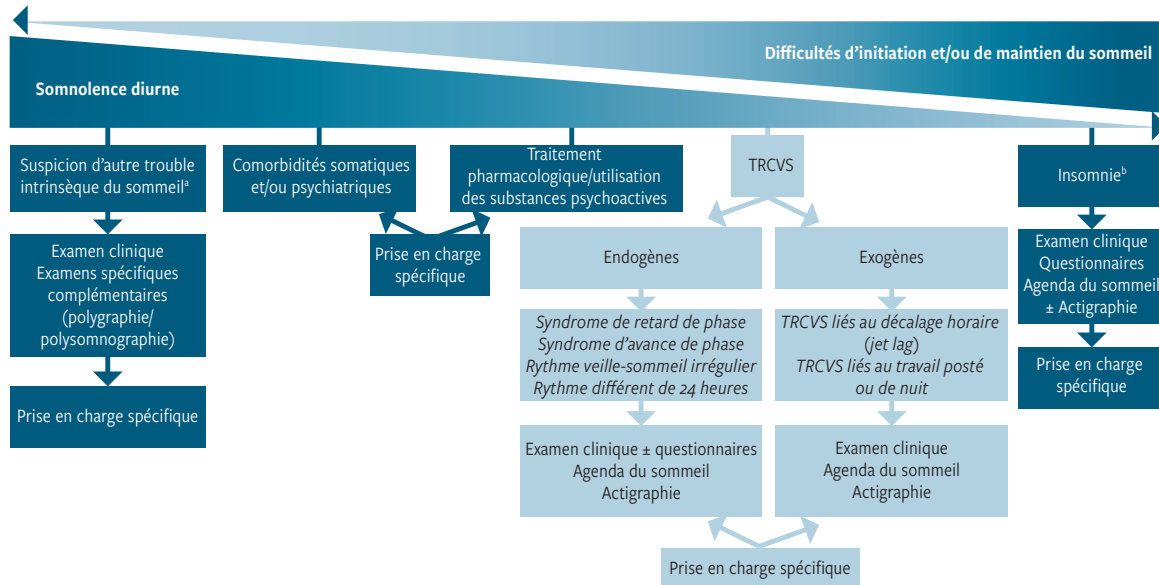 Difficultés d'initiation et/ou de maintien du sommeil
Somnolence diurne
Suspicion d'autre trouble
intrinsèque du sommeilᵃ
Comorbidités somatiques
et/ou psychiatriques
Traitement
pharmacologique/utilisation
des substances psychoactives
TRCVS
Insomnieᵇ
Examen clinique
Examens spécifiques
complémentaires
(polygraphie/
polysomnographie)
Prise en charge
spécifique
Endogènes
Exogènes
Examen clinique
Questionnaires
Agenda du sommeil
± Actigraphie
Syndrome de retard de phase
Syndrome d'avance de phase
Rythme veille-sommeil irrégulier
Rythme différent de 24 heures
TRCVS liés au décalage horaire
(jet lag)
TRCVS liés au travail posté
ou de nuit
Prise en charge
spécifique
Prise en charge spécifique
Examen clinique ± questionnaires
Agenda du sommeil
Actigraphie
Examen clinique
Agenda du sommeil
Actigraphie
Prise en charge spécifique